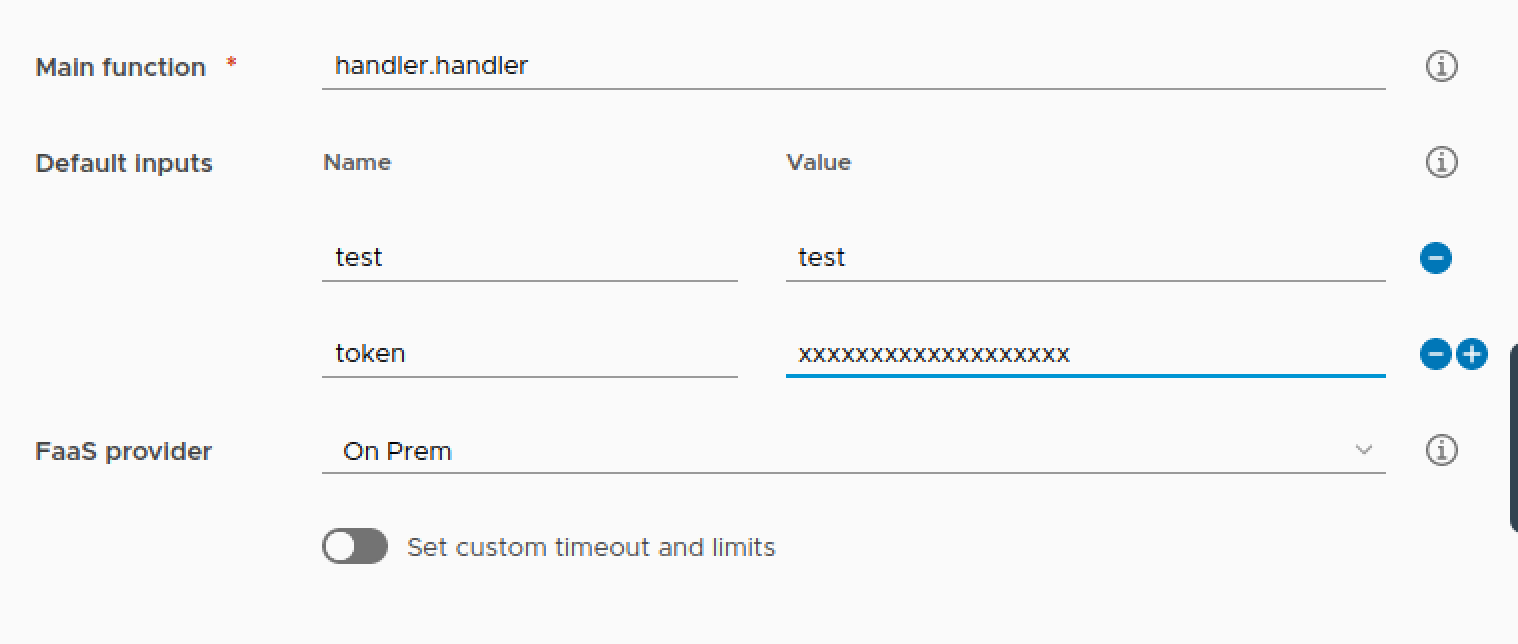 Main function * handler.handler
Default inputs Name Value
test test
token xxxxxxxxxxxxxxxxxxx
FaaS provider On Prem
Set custom timeout and limits